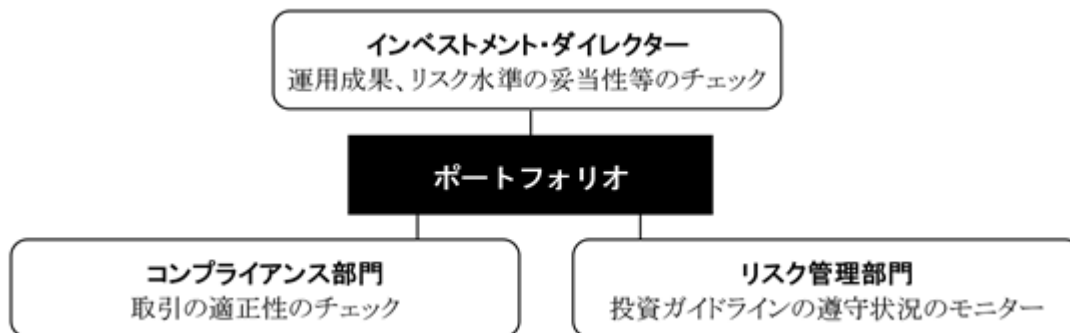 インベストメント・ダイレクター
運用成果、リスク水準の妥当性等のチェック
ポートフォリオ
コンプライアンス部門
取引の適正性のチェック
リスク管理部門
投資ガイドラインの遵守状況のモニター